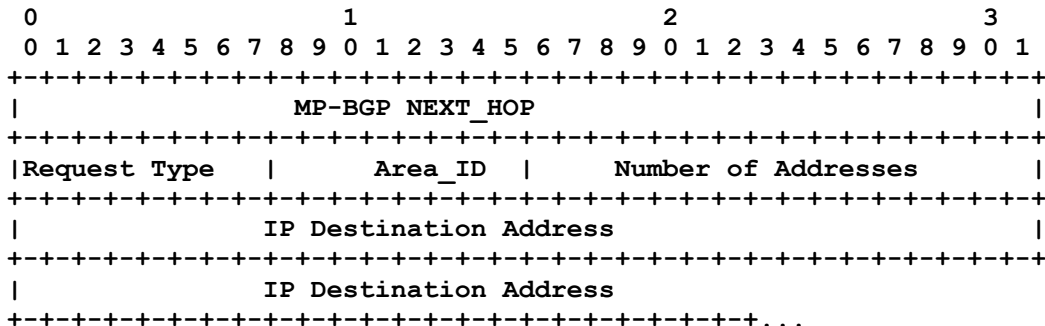 0                   1                   2                   3
 0 1 2 3 4 5 6 7 8 9 0 1 2 3 4 5 6 7 8 9 0 1 2 3 4 5 6 7 8 9 0 1
+-+-+-+-+-+-+-+-+-+-+-+-+-+-+-+-+-+-+-+-+-+-+-+-+-+-+-+-+-+-+-+-+
|                 MP-BGP NEXT_HOP                               |
+-+-+-+-+-+-+-+-+-+-+-+-+-+-+-+-+-+-+-+-+-+-+-+-+-+-+-+-+-+-+-+-+
|Request Type   |      Area_ID  |     Number of Addresses       |
+-+-+-+-+-+-+-+-+-+-+-+-+-+-+-+-+-+-+-+-+-+-+-+-+-+-+-+-+-+-+-+-+
|               IP Destination Address                          |
+-+-+-+-+-+-+-+-+-+-+-+-+-+-+-+-+-+-+-+-+-+-+-+-+-+-+-+-+-+-+-+-+
|               IP Destination Address
+-+-+-+-+-+-+-+-+-+-+-+-+-+-+-+-+-+-+-+-+-+-+-+...